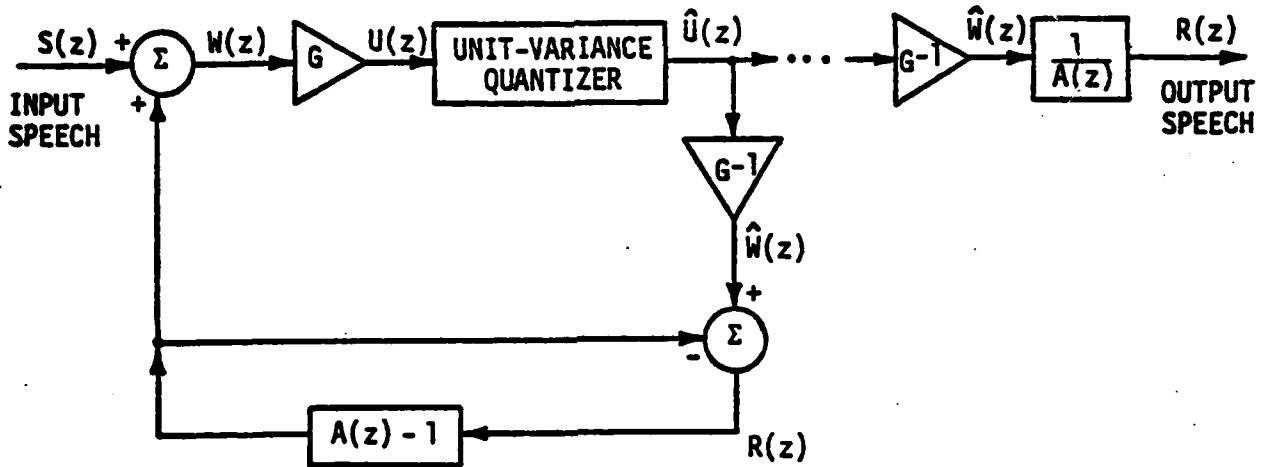 S(z)
+
Σ
+
W(z)
G
U(z)
UNIT-VARIANCE
QUANTIZER
Û(z)
G-1
Ŵ(z)
1
A(z)
R(z)
INPUT
SPEECH
OUTPUT
SPEECH
G-1
Ŵ(z)
+
Σ
-
A(z) - 1
R(z)